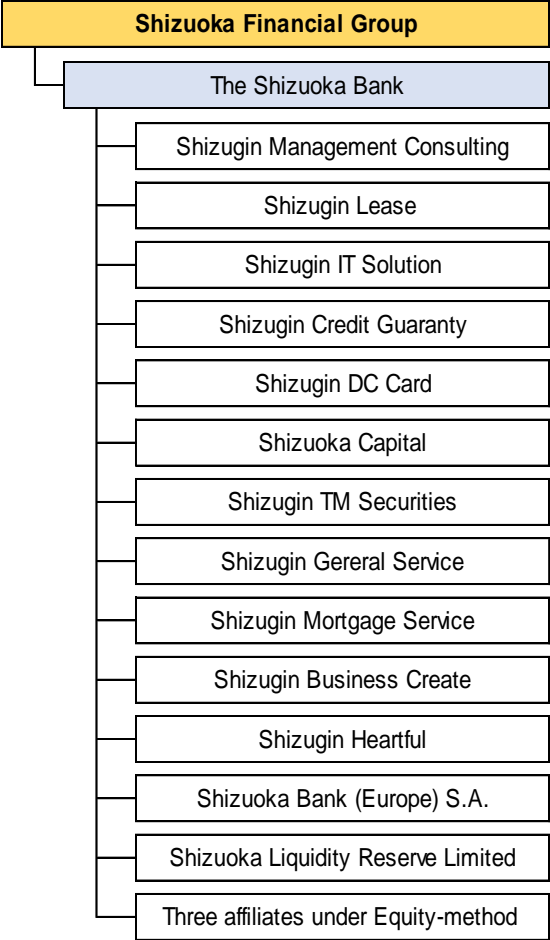 Shizuoka Financial Group
The Shizuoka Bank
Shizugin Management Consulting
Shizugin Lease
Shizugin IT Solution
Shizugin Credit Guaranty
Shizugin DC Card
Shizuoka Capital
Shizugin TM Securities
Shizugin Gereral Service
Shizugin Mortgage Service
Shizugin Business Create
Shizugin Heartful
Shizuoka Bank (Europe) S.A.
Shizuoka Liquidity Reserve Limited
Three affiliates under Equity-method